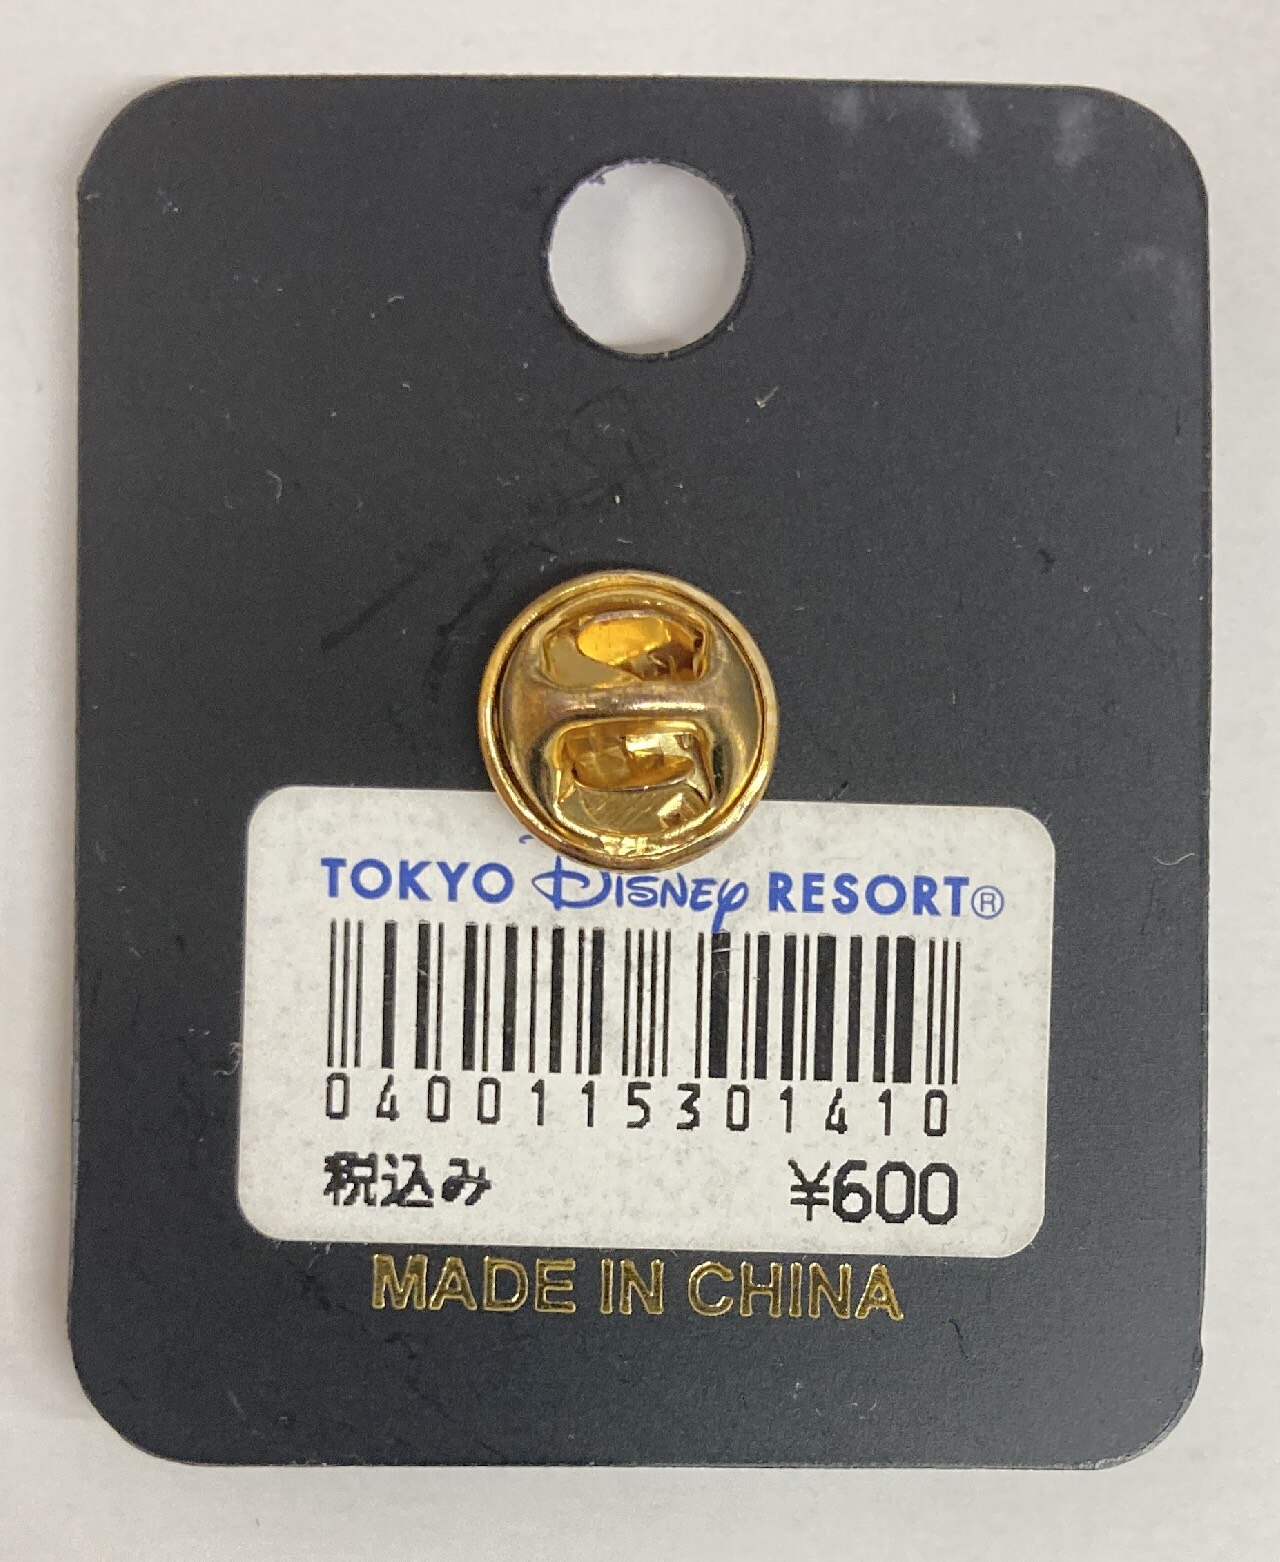 TOKYO DISNEY RESORT®
0400115301410
税込み ¥600
MADE IN CHINA